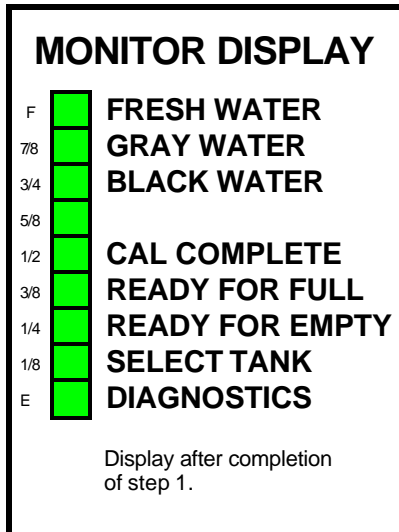 MONITOR DISPLAY
F FRESH WATER
7/8 GRAY WATER
3/4 BLACK WATER
5/8
1/2 CAL COMPLETE
3/8 READY FOR FULL
1/4 READY FOR EMPTY
1/8 SELECT TANK
E DIAGNOSTICS
Display after completion
of step 1.